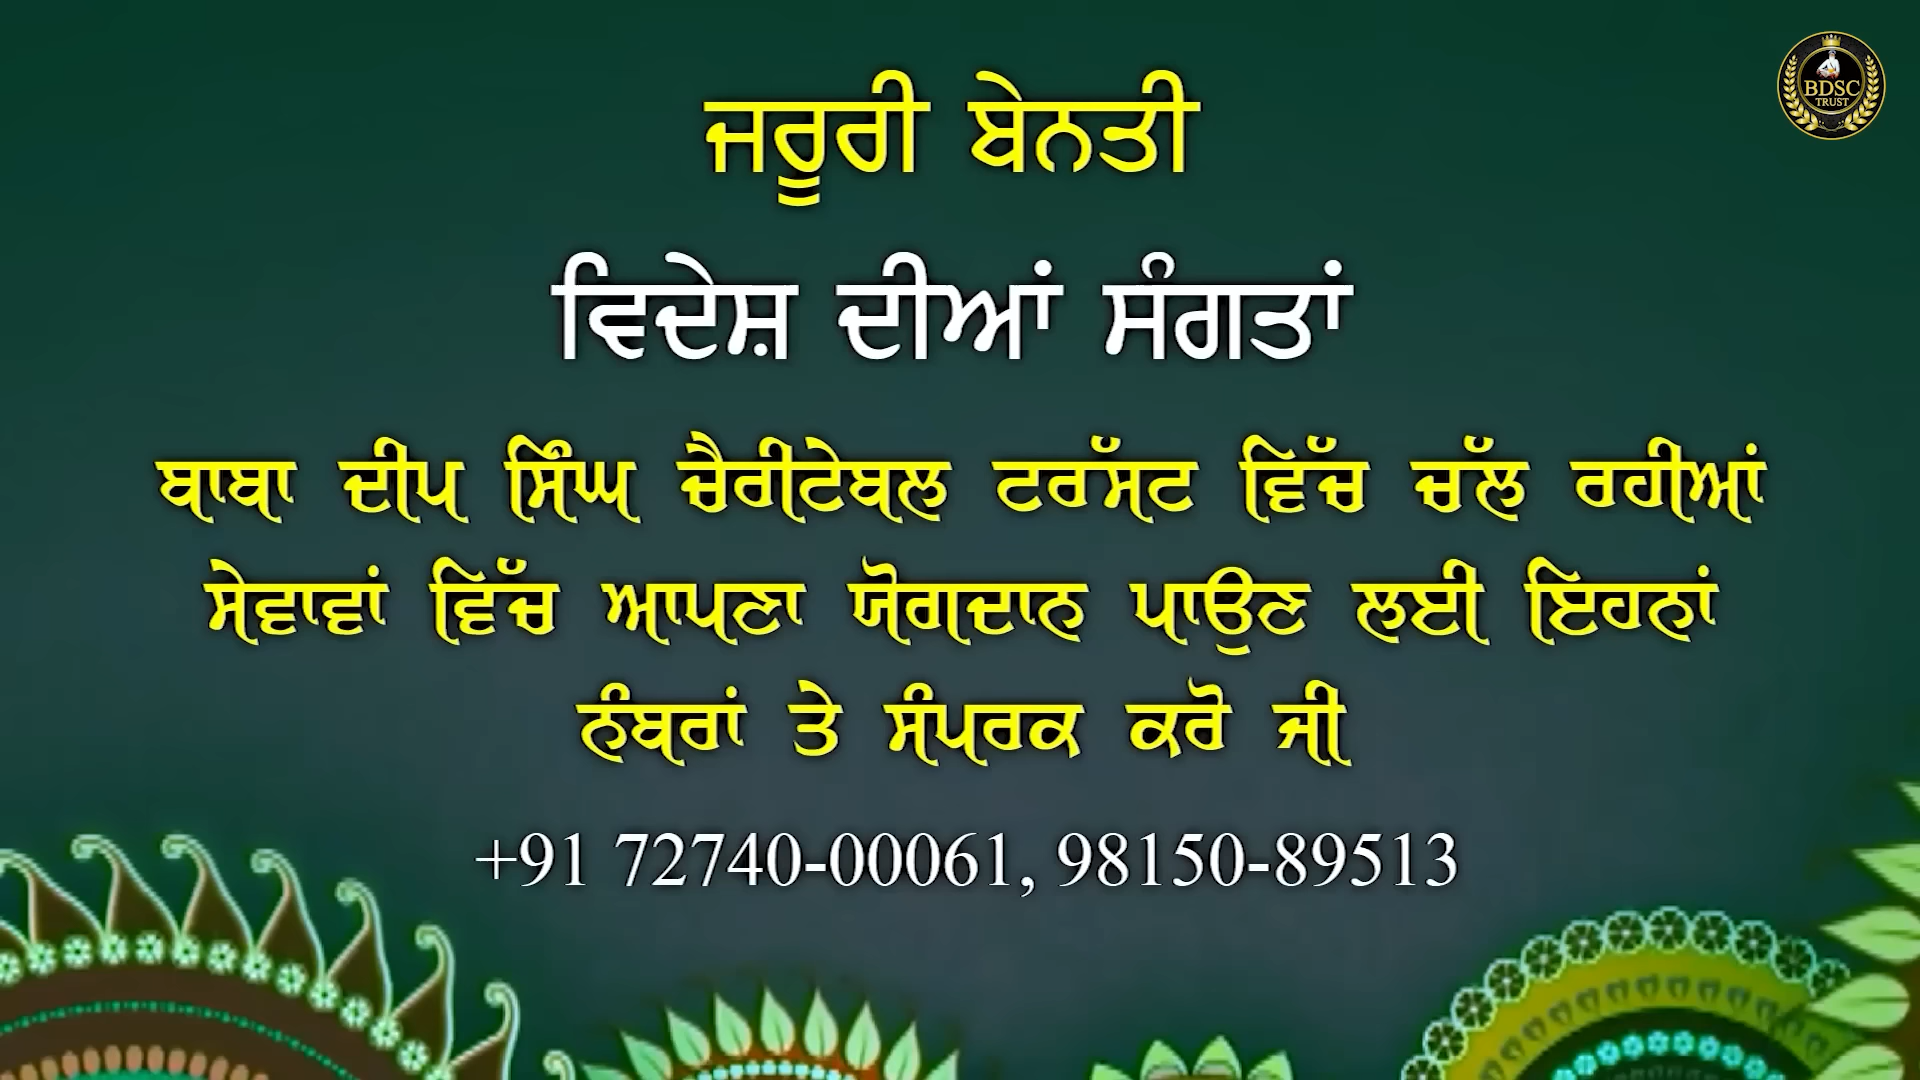 ਜਰੂਰੀ ਬੇਨਤੀ
BDSC
TRUST
ਵਿਦੇਸ਼ ਦੀਆਂ ਸੰਗਤਾਂ
ਬਾਬਾ ਦੀਪ ਸਿੰਘ ਚੈਰੀਟੇਬਲ ਟਰੱਸਟ ਵਿੱਚ ਚੱਲ ਰਹੀਆਂ
ਸੇਵਾਵਾਂ ਵਿੱਚ ਆਪਣਾ ਯੋਗਦਾਨ ਪਾਉਣ ਲਈ ਇਹਨਾਂ
ਨੰਬਰਾਂ ਤੇ ਸੰਪਰਕ ਕਰੋ ਜੀ
+91 72740-00061, 98150-89513